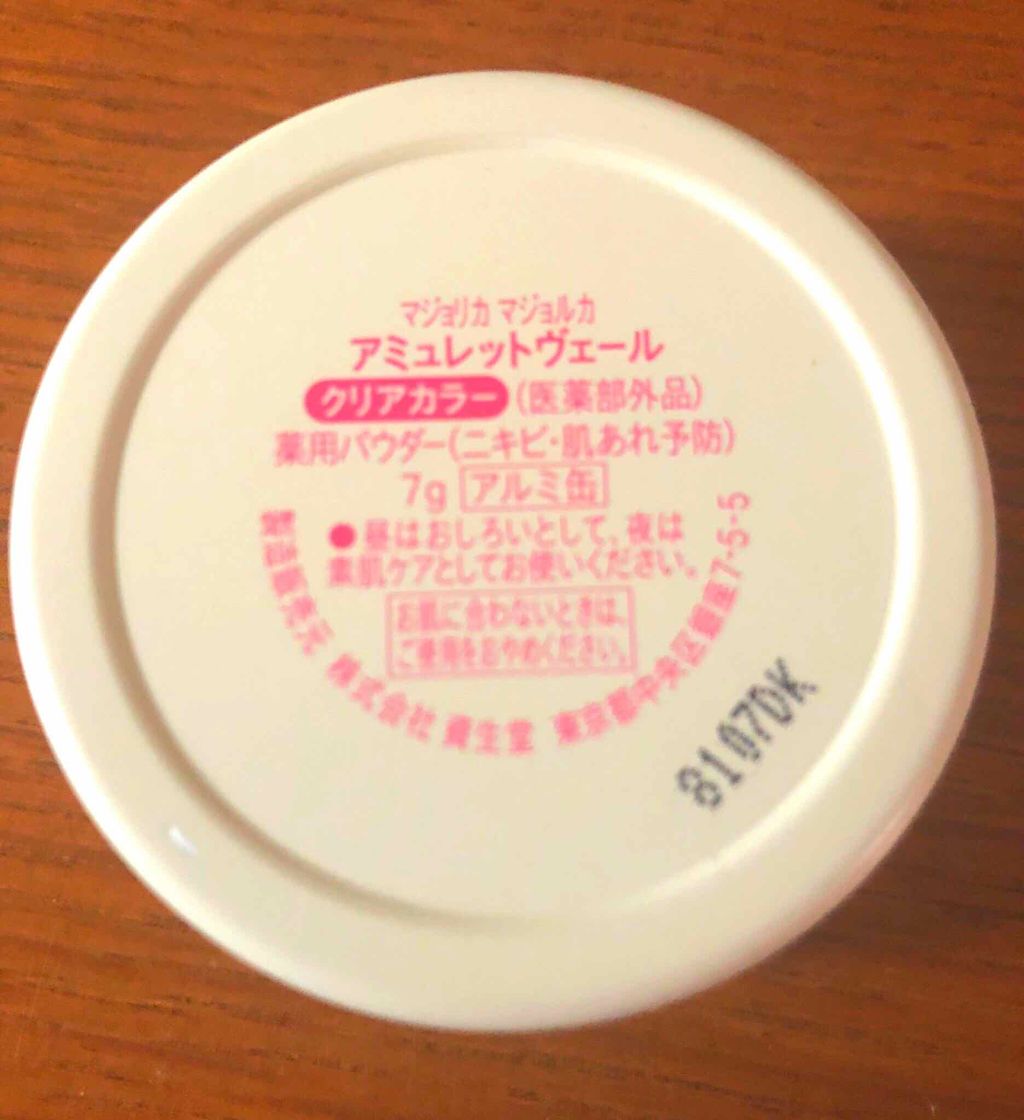 マジョリカ マジョルカ
アミュレットヴェール
クリアカラー (医薬部外品)
薬用パウダー(ニキビ・肌あれ予防)
7g アルミ缶
●昼はおしろいとして、夜は
素肌ケアとしてお使いください。
お肌に合わないときは、
ご使用をおやめください。
製造販売元 株式会社 資生堂 東京都中央区銀座7-5-5
8107DK